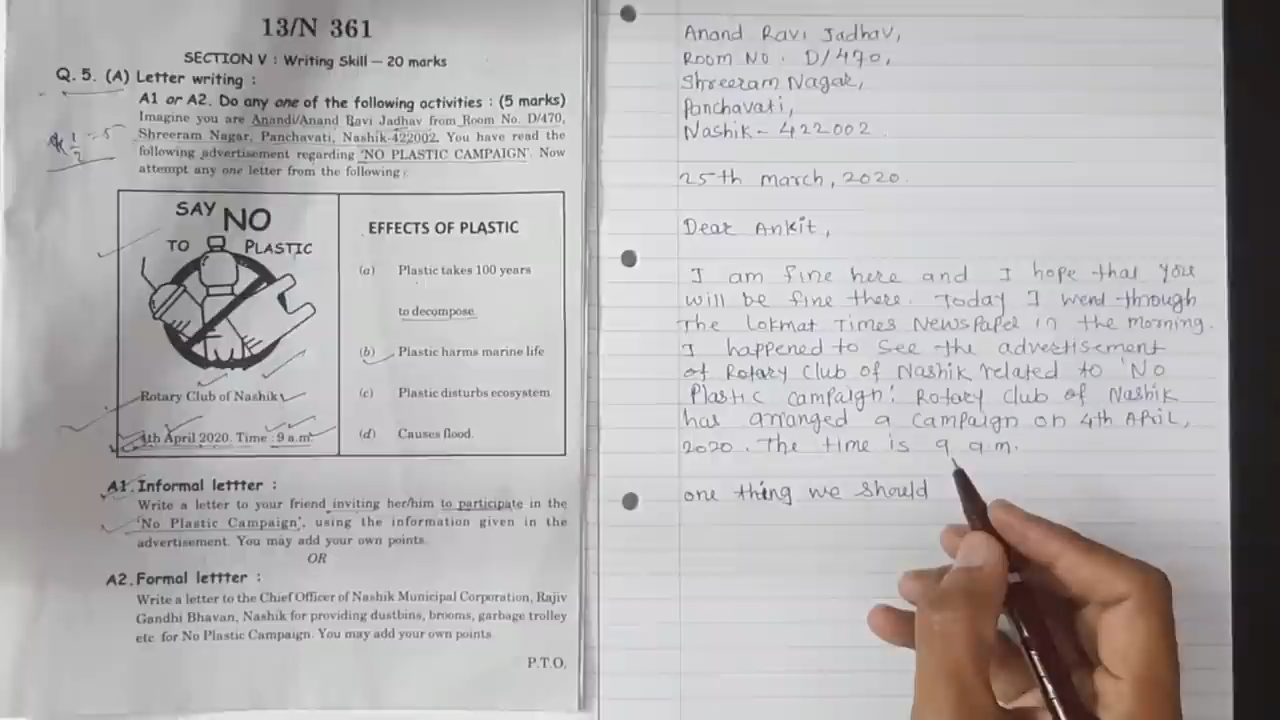 13/N 361
SECTION V : Writing Skill – 20 marks
Q. 5. (A) Letter writing :
A1 or A2. Do any one of the following activities : (5 marks)
Imagine you are Anandi/Anand Ravi Jadhav from Room No. D/470,
Shreeram Nagar, Panchavati, Nashik-422002. You have read the
following advertisement regarding 'NO PLASTIC CAMPAIGN'. Now
attempt any one letter from the following :
SAY NO
TO PLASTIC
Rotary Club of Nashik
4th April 2020. Time : 9 a.m.
EFFECTS OF PLASTIC
(a) Plastic takes 100 years
to decompose.
(b) Plastic harms marine life
(c) Plastic disturbs ecosystem
(d) Causes flood.
A1. Informal lettter :
Write a letter to your friend inviting her/him to participate in the
'No Plastic Campaign', using the information given in the
advertisement. You may add your own points.
OR
A2. Formal lettter :
Write a letter to the Chief Officer of Nashik Municipal Corporation, Rajiv
Gandhi Bhavan, Nashik for providing dustbins, brooms, garbage trolley
etc for No Plastic Campaign. You may add your own points
P.T.O.
Anand Ravi Jadhav,
Room No. D/470,
Shreeram Nagar,
Panchavati,
Nashik - 422002.
25th march, 2020.
Dear Ankit,
I am fine here and I hope that you
will be fine there. Today I went through
The Lokmat Times Newspaper in the morning.
I happened to see the advertisement
of Rotary Club of Nashik related to 'No
Plastic campaign'. Rotary Club of Nashik
has arranged a campaign on 4th April,
2020. The time is 9 a.m.
one thing we should